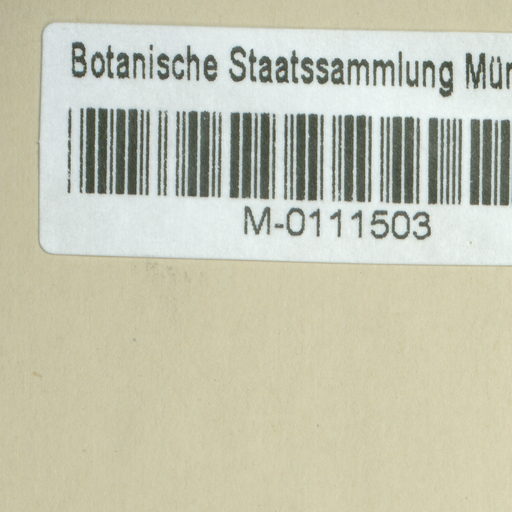 Botanische Staatssammlung Mün
M-0111503